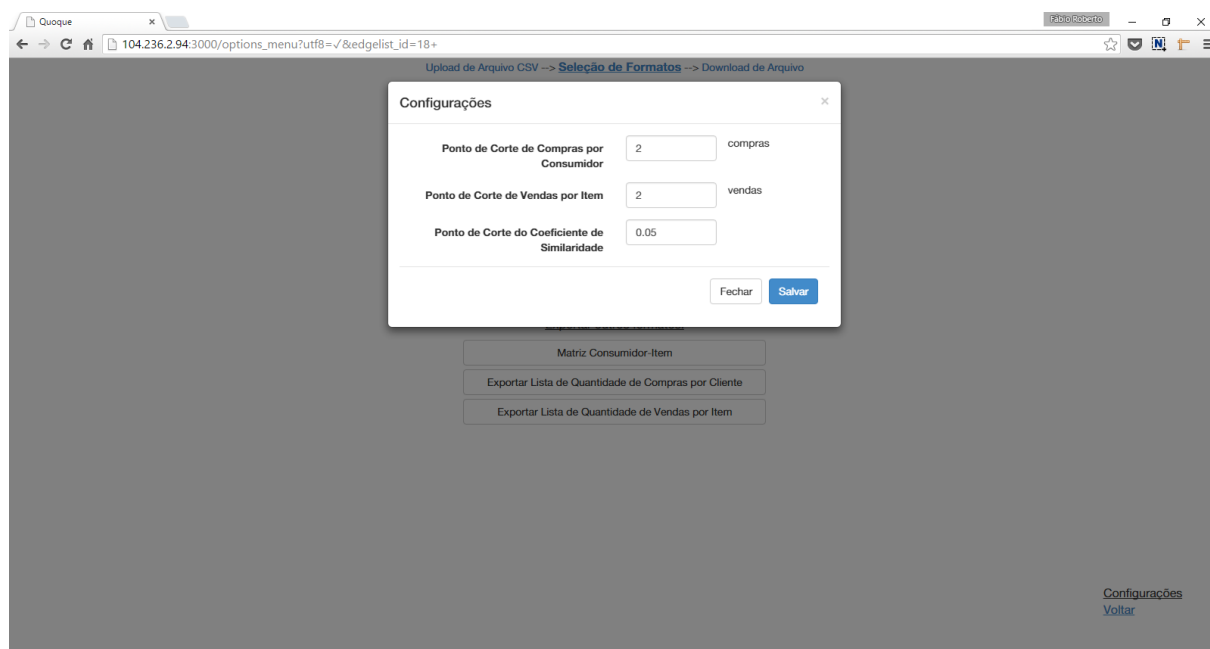 Quoque
Fabio Roberto
104.236.2.94:3000/options_menu?utf8=✓&edgelist_id=18+
Upload de Arquivo CSV --> Seleção de Formatos --> Download de Arquivo
Configurações
Ponto de Corte de Compras por
Consumidor
2
compras
Ponto de Corte de Vendas por Item
2
vendas
Ponto de Corte do Coeficiente de
Similaridade
0.05
Fechar
Salvar
Matriz Consumidor-Item
Exportar Lista de Quantidade de Compras por Cliente
Exportar Lista de Quantidade de Vendas por Item
Configurações
Voltar